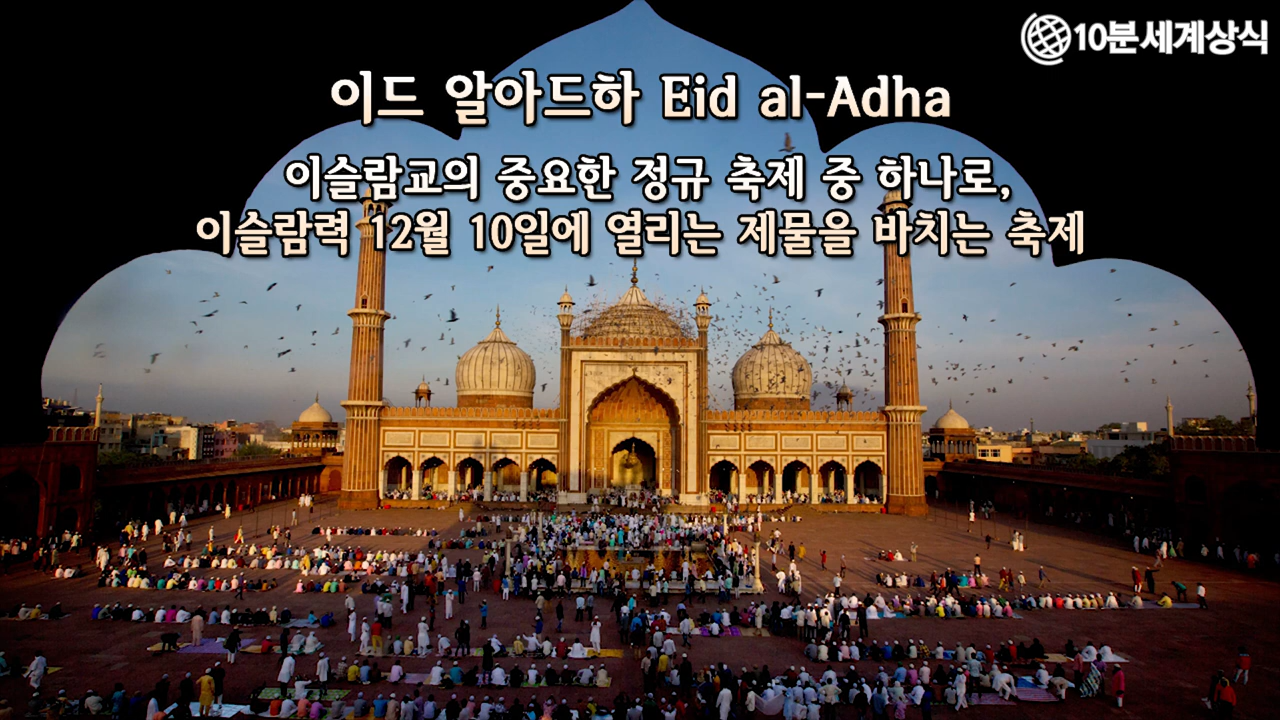 10분세계상식
이드 알아드하 Eid al-Adha
이슬람교의 중요한 정규 축제 중 하나로,
이슬람력 12월 10일에 열리는 제물을 바치는 축제